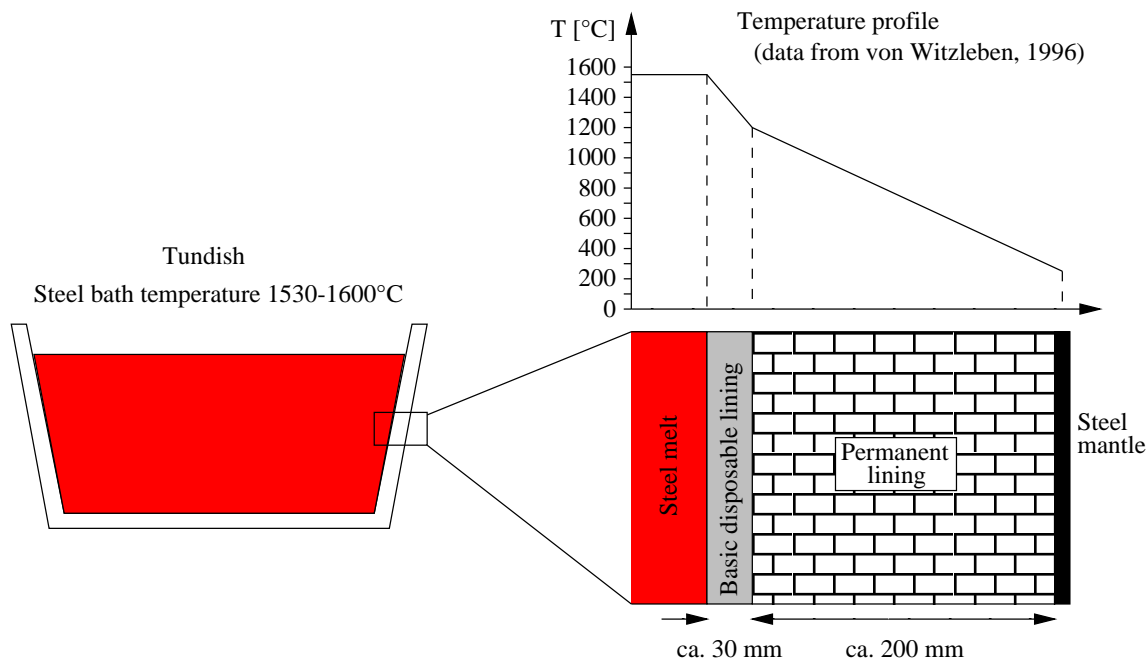 T [°C]
Temperature profile
(data from von Witzleben, 1996)
1600
1400
1200
1000
800
600
400
200
0
Tundish
Steel bath temperature 1530-1600°C
Steel melt
Basic disposable lining
Permanent
lining
Steel
mantle
ca. 30 mm
ca. 200 mm